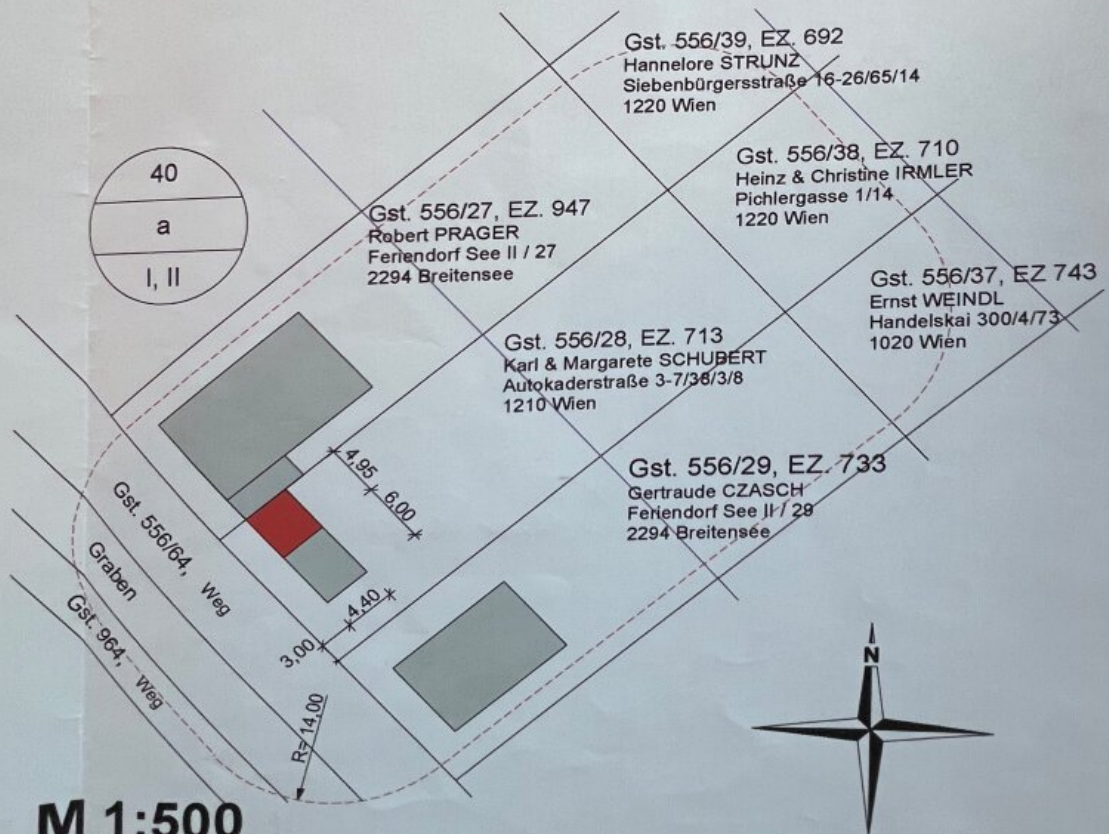 Gst. 556/39, EZ. 692
Hannelore STRUNZ
Siebenbürgersstraße 16-26/65/14
1220 Wien
Gst. 556/38, EZ. 710
Heinz & Christine IRMLER
Pichlergasse 1/14
1220 Wien
40
a
I, II
Gst. 556/27, EZ. 947
Robert PRAGER
Feriendorf See II / 27
2294 Breitensee
Gst. 556/37, EZ 743
Ernst WEINDL
Handelskai 300/4/73
1020 Wien
Gst. 556/28, EZ. 713
Karl & Margarete SCHUBERT
Autokaderstraße 3-7/38/3/8
1210 Wien
Gst. 556/29, EZ. 733
Gertraude CZASCH
Feriendorf See II / 29
2294 Breitensee
4,95
6,00
Gst. 556/64, Weg
Graben
Gst. 964, Weg
4,40
3,00
R=14,00
N
M 1:500